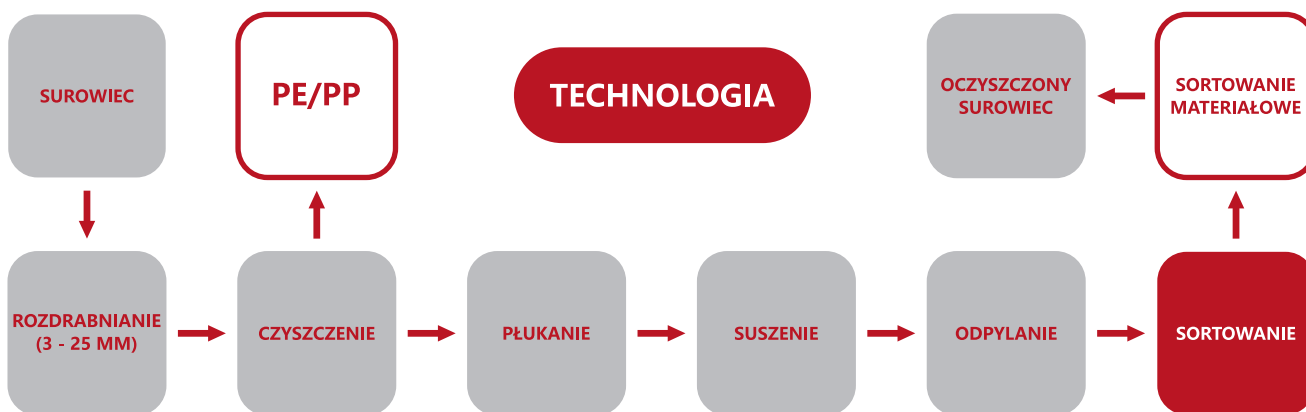 SUROWIEC
PE/PP
TECHNOLOGIA
OCZYSZCZONY
SUROWIEC
SORTOWANIE
MATERIAŁOWE
ROZDRABNIANIE
(3 - 25 MM)
CZYSZCZENIE
PŁUKANIE
SUSZENIE
ODPYLANIE
SORTOWANIE